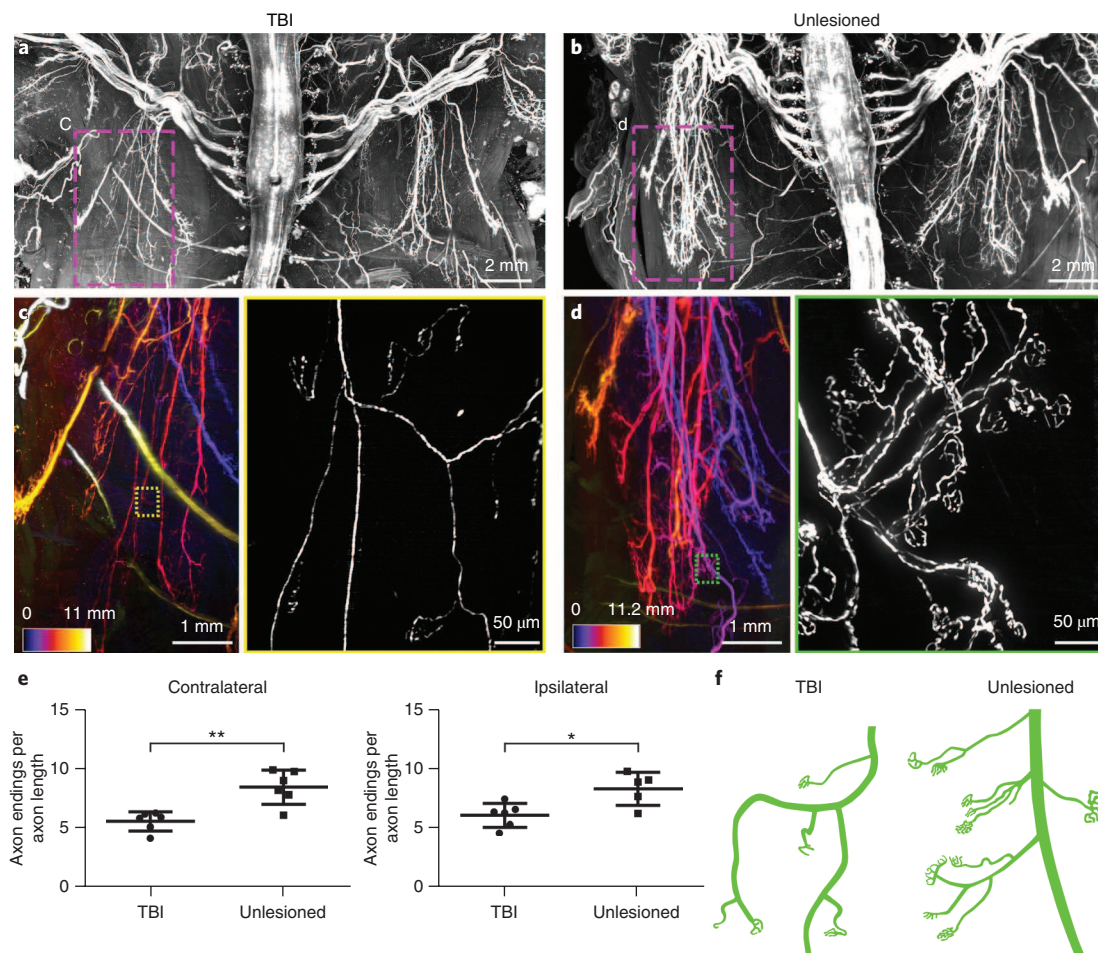 TBI
Unlesioned
a
C
2 mm
b
d
2 mm
c
0 11 mm
1 mm
50 μm
d
0 11.2 mm
1 mm
50 μm
e
Contralateral
Axon endings per
axon length
15
10
5
0
**
TBI
Unlesioned
Ipsilateral
Axon endings per
axon length
15
10
5
0
*
TBI
Unlesioned
f
TBI
Unlesioned